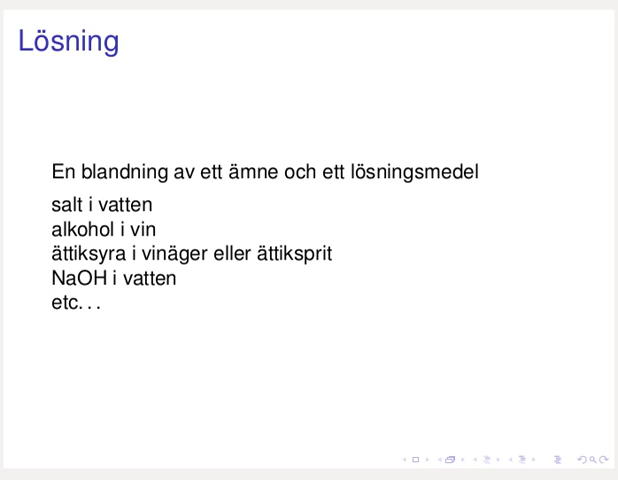 Lösning
En blandning av ett ämne och ett lösningsmedel
salt i vatten
alkohol i vin
ättiksyra i vinäger eller ättiksprit
NaOH i vatten
etc. . .